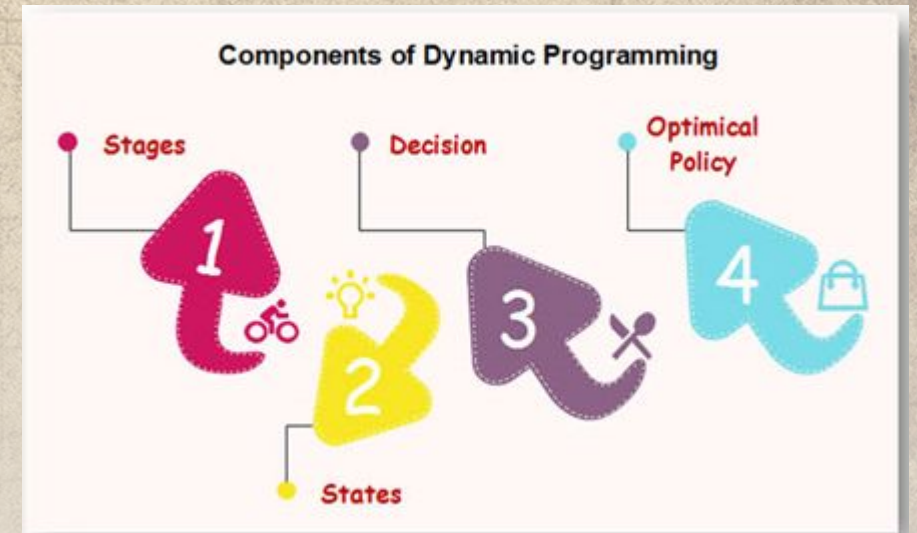 Components of Dynamic Programming
Stages
Decision
Optimical
Policy
1
2
3
4
States